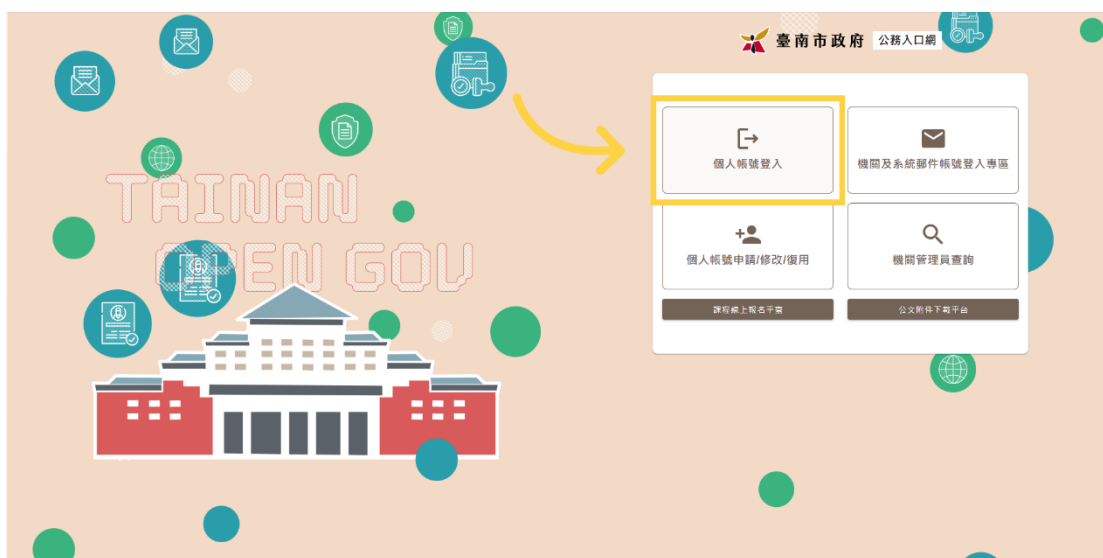 TAINAN
OPEN GOV
臺南市政府 公務入口網
個人帳號登入
機關及系統郵件帳號登入專區
個人帳號申請/修改/復用
機關管理員查詢
課程線上報名平臺
公文附件下載平台